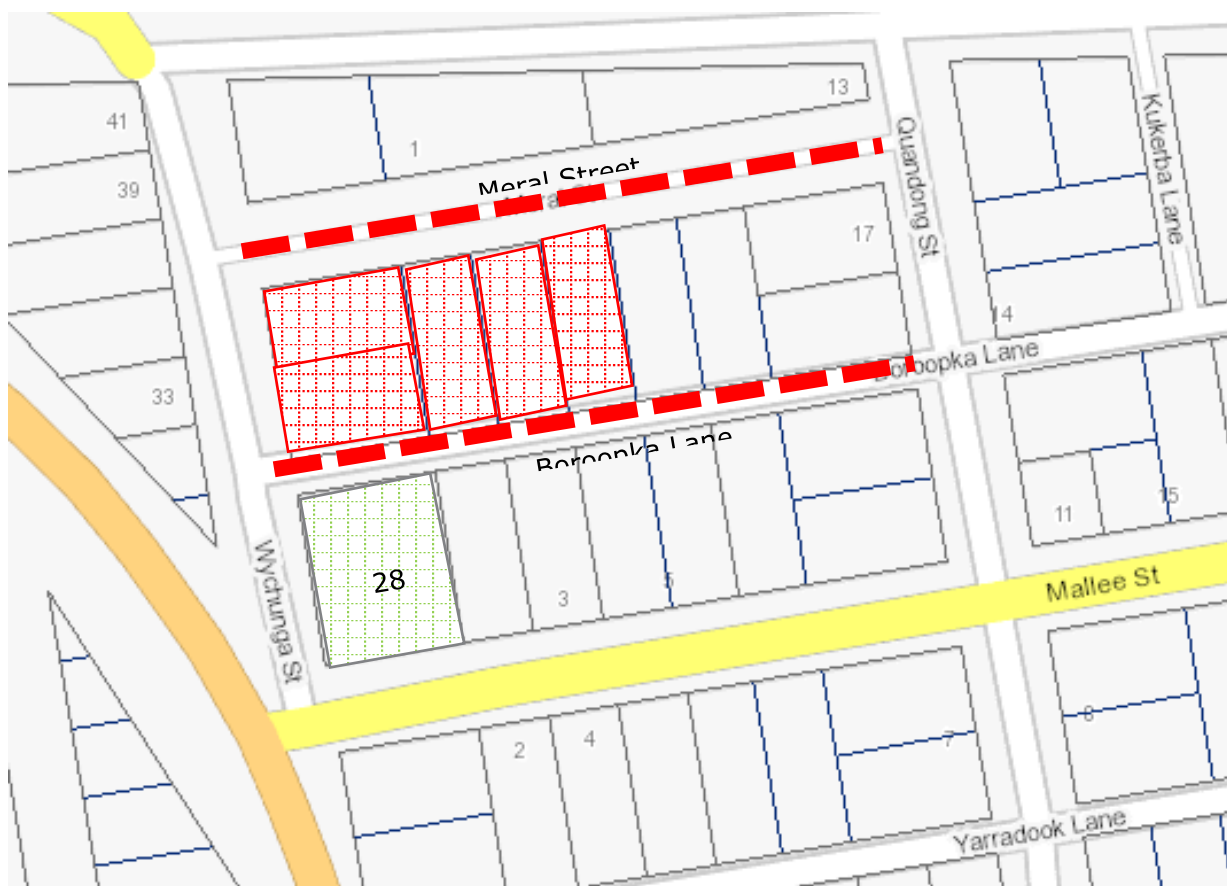 41
13
1
Meral Street
39
Quandong St
Kukerba Lane
17
14
Boroopka Lane
33
Boroopka Lane
11
15
Wychunga St
28
3
5
Mallee St
2
4
7
8
Yarradook Lane